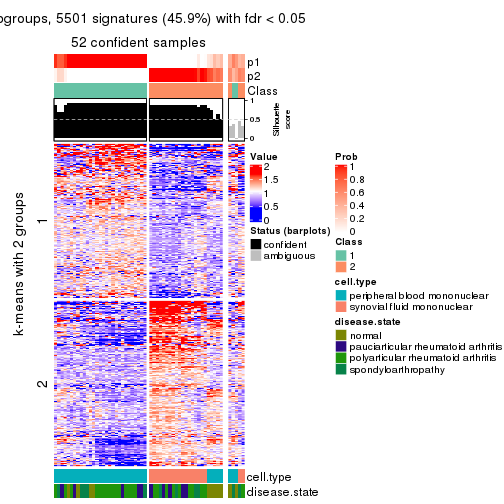 ogroups, 5501 signatures (45.9%) with fdr < 0.05
52 confident samples
p1
p2
Class
1
0.5
0
Silhouette
score
k-means with 2 groups
1
2
Value
2
1.5
1
0.5
0
Status (barplots)
confident
ambiguous
Prob
1
0.8
0.6
0.4
0.2
0
Class
1
2
cell.type
peripheral blood mononuclear
synovial fluid mononuclear
disease.state
normal
pauciarticular rheumatoid arthritis
polyarticular rheumatoid arthritis
spondyloarthropathy
cell.type
disease.state